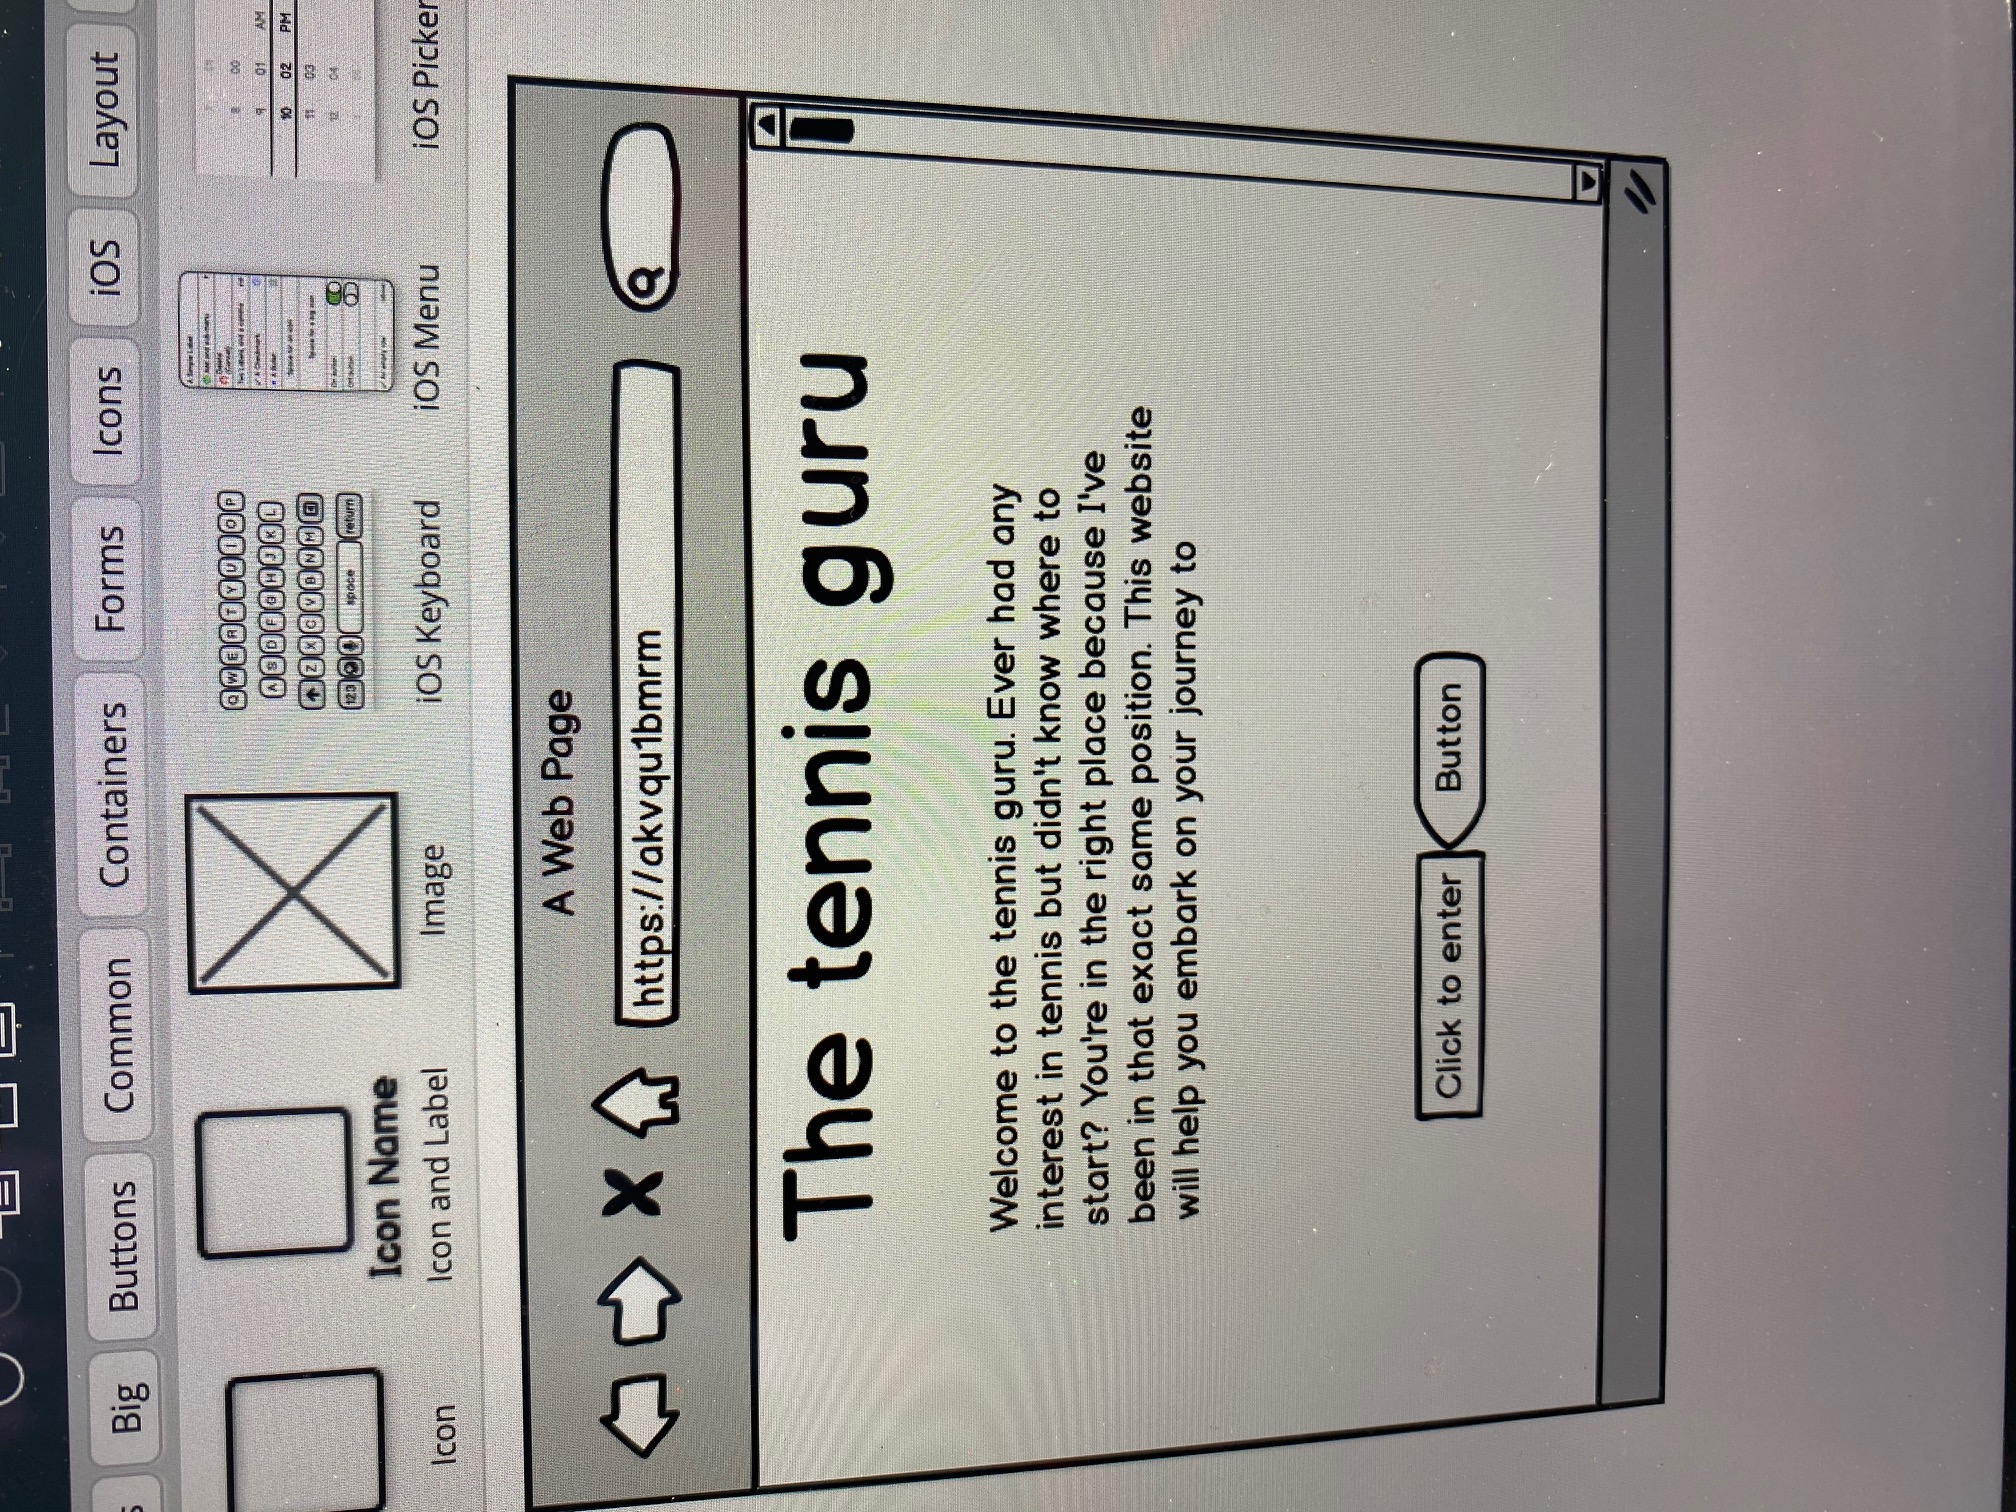 s Big Buttons Common Containers Forms Icons iOS Layout
Q W E R T Y U I O P
A S D F G H J K L
Z X C V B N M
123 space return
A Simple Label
8 00
9 01 AM
10 02 PM
11 03
12 04
Icon Name
Icon
Icon and Label
Image
iOS Keyboard
iOS Menu
iOS Picker
A Web Page
https://akvqu1bmrm
The tennis guru
Welcome to the tennis guru. Ever had any
interest in tennis but didn't know where to
start? You're in the right place because I've
been in that exact same position. This website
will help you embark on your journey to
Click to enter
Button